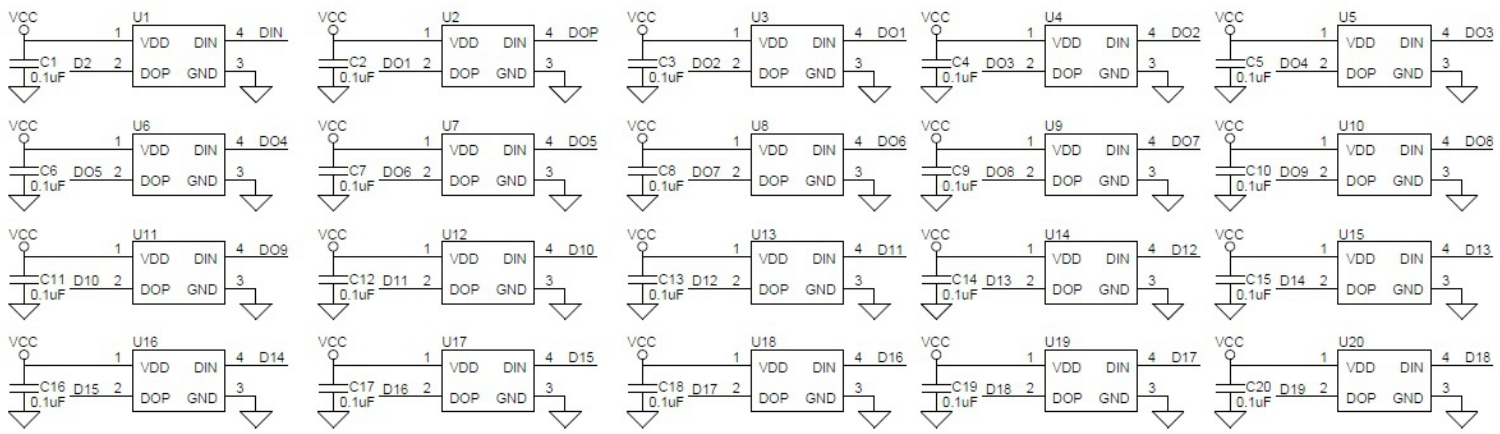 VCC U1 VCC U2 VCC U3 VCC U4 VCC U5
1 VDD DIN 4 DIN 1 VDD DIN 4 DOP 1 VDD DIN 4 DO1 1 VDD DIN 4 DO2 1 VDD DIN 4 DO3
C1 D2 2 DOP GND 3 C2 DO1 2 DOP GND 3 C3 DO2 2 DOP GND 3 C4 DO3 2 DOP GND 3 C5 DO4 2 DOP GND 3
0.1uF 0.1uF 0.1uF 0.1uF 0.1uF
VCC U6 VCC U7 VCC U8 VCC U9 VCC U10
1 VDD DIN 4 DO4 1 VDD DIN 4 DO5 1 VDD DIN 4 DO6 1 VDD DIN 4 DO7 1 VDD DIN 4 DO8
C6 DO5 2 DOP GND 3 C7 DO6 2 DOP GND 3 C8 DO7 2 DOP GND 3 C9 DO8 2 DOP GND 3 C10 DO9 2 DOP GND 3
0.1uF 0.1uF 0.1uF 0.1uF 0.1uF
VCC U11 VCC U12 VCC U13 VCC U14 VCC U15
1 VDD DIN 4 DO9 1 VDD DIN 4 D10 1 VDD DIN 4 D11 1 VDD DIN 4 D12 1 VDD DIN 4 D13
C11 D10 2 DOP GND 3 C12 D11 2 DOP GND 3 C13 D12 2 DOP GND 3 C14 D13 2 DOP GND 3 C15 D14 2 DOP GND 3
0.1uF 0.1uF 0.1uF 0.1uF 0.1uF
VCC U16 VCC U17 VCC U18 VCC U19 VCC U20
1 VDD DIN 4 D14 1 VDD DIN 4 D15 1 VDD DIN 4 D16 1 VDD DIN 4 D17 1 VDD DIN 4 D18
C16 D15 2 DOP GND 3 C17 D16 2 DOP GND 3 C18 D17 2 DOP GND 3 C19 D18 2 DOP GND 3 C20 D19 2 DOP GND 3
0.1uF 0.1uF 0.1uF 0.1uF 0.1uF